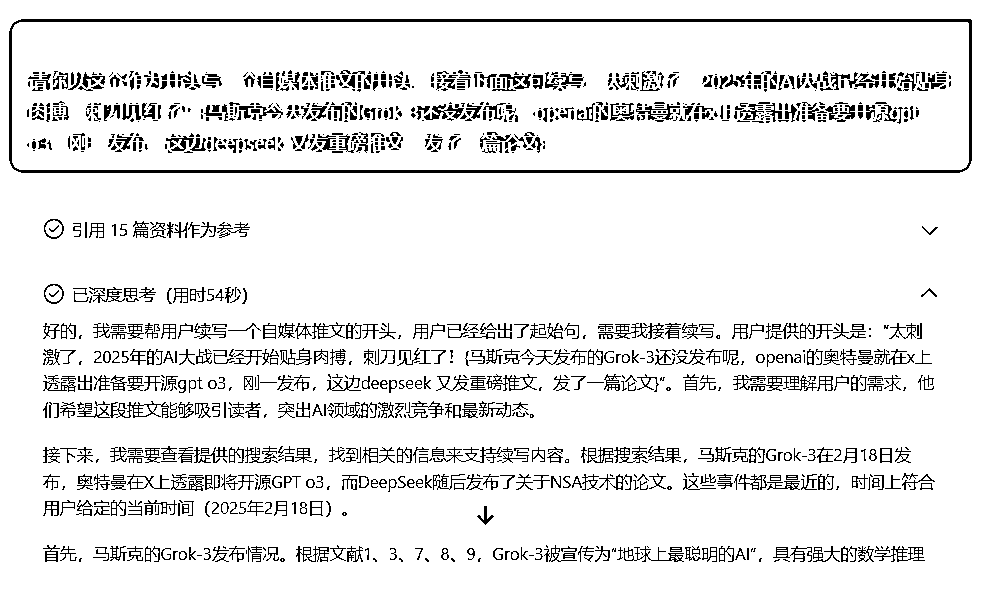 请你以这个作为开头写一个自媒体推文的开头，接着下面这句续写，太刺激了，2025年的AI大战已经开始贴身
肉搏，刺刀见红了！{马斯克今天发布的Grok-3还没发布呢，openai的奥特曼就在x上透露出准备要开源gpt
o3，刚一发布，这边deepseek 又发重磅推文，发了一篇论文}
引用 15 篇资料作为参考
已深度思考（用时54秒）
好的，我需要帮用户续写一个自媒体推文的开头，用户已经给出了起始句，需要我接着续写。用户提供的开头是：“太刺
激了，2025年的AI大战已经开始贴身肉搏，刺刀见红了！{马斯克今天发布的Grok-3还没发布呢，openai的奥特曼就在x上
透露出准备要开源gpt o3，刚一发布，这边deepseek 又发重磅推文，发了一篇论文}”。首先，我需要理解用户的需求，他
们希望这段推文能够吸引读者，突出AI领域的激烈竞争和最新动态。
接下来，我需要查看提供的搜索结果，找到相关的信息来支持续写内容。根据搜索结果，马斯克的Grok-3在2月18日发
布，奥特曼在X上透露即将开源GPT o3，而DeepSeek随后发布了关于NSA技术的论文。这些事件都是最近的，时间上符合
用户给定的当前时间（2025年2月18日）。
首先，马斯克的Grok-3发布情况。根据文献1、3、7、8、9，Grok-3被宣传为“地球上最聪明的AI”，具有强大的数学推理